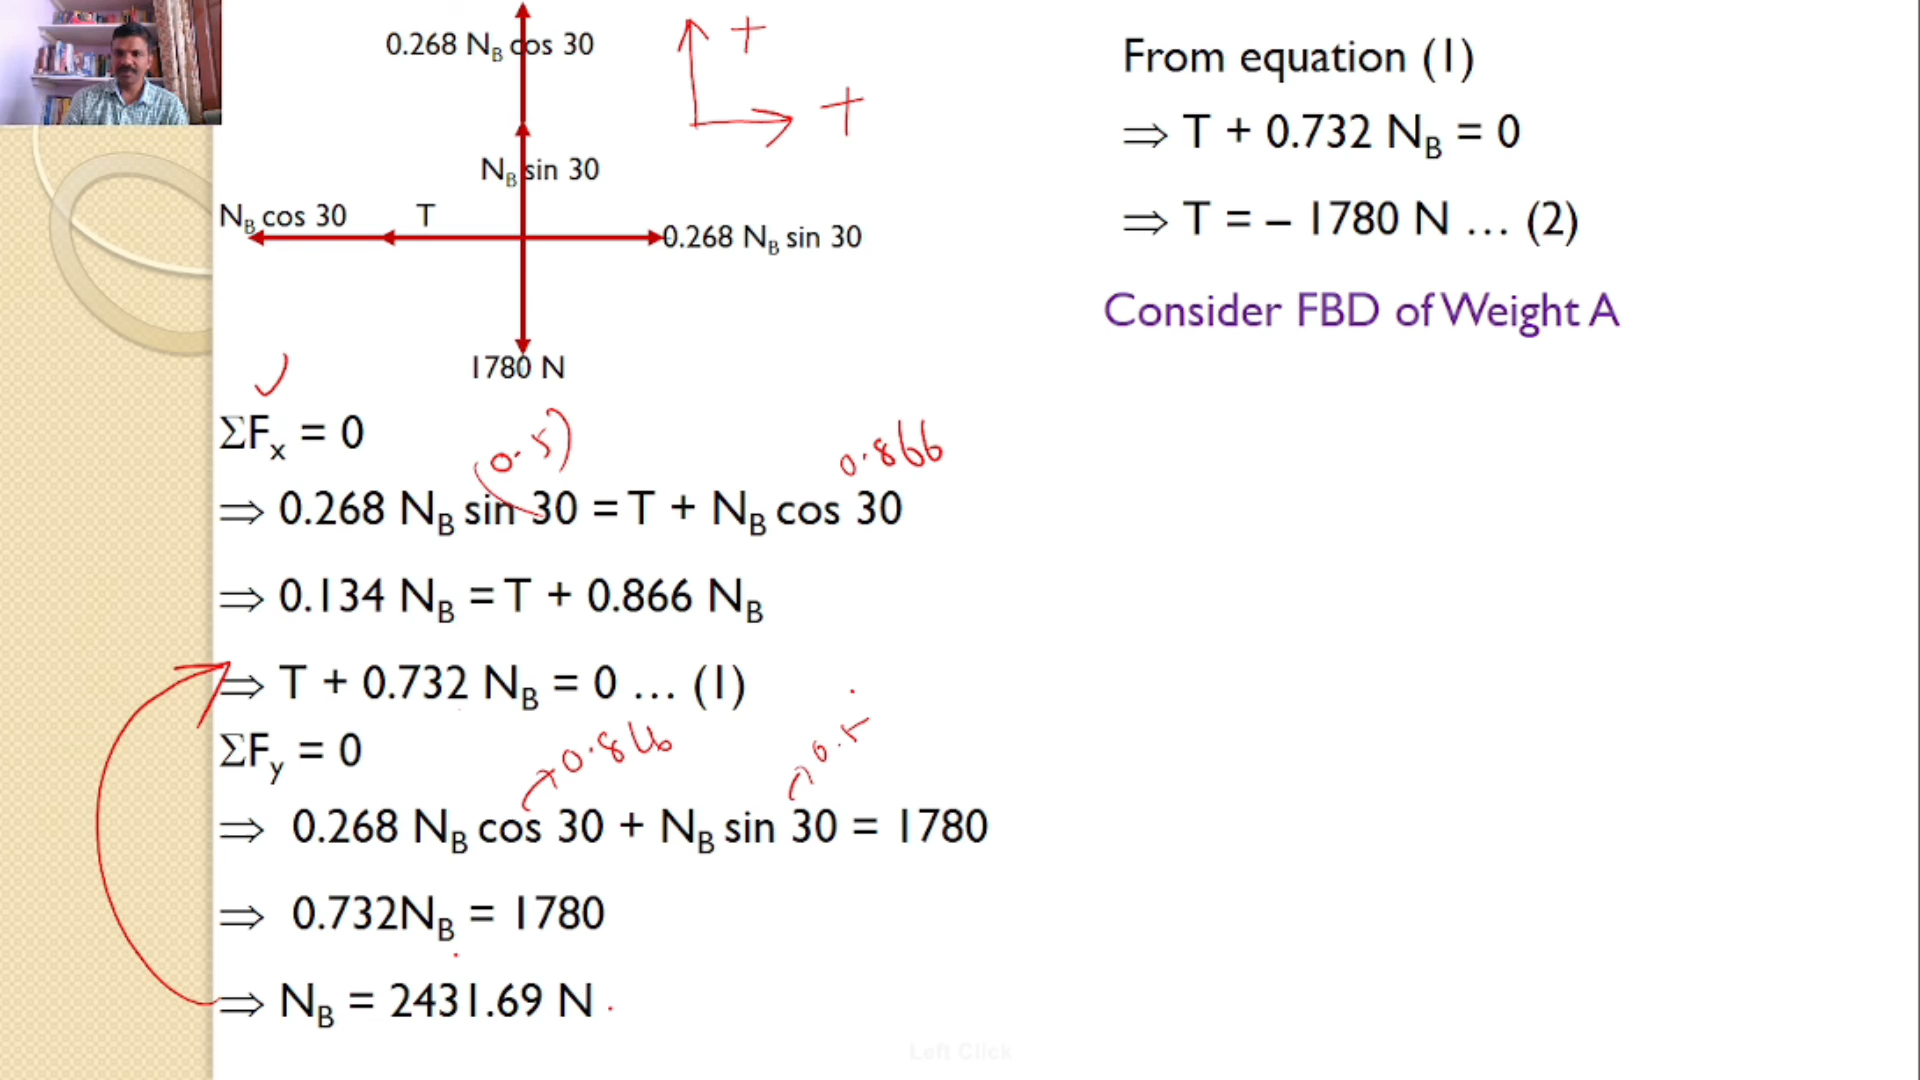 0.268 N_B cos 30
+
+
N_B sin 30
N_B cos 30
T
0.268 N_B sin 30
1780 N
ΣF_x = 0
(0.5)
0.866
⇒ 0.268 N_B sin 30 = T + N_B cos 30
⇒ 0.134 N_B = T + 0.866 N_B
⇒ T + 0.732 N_B = 0 … (1)
ΣF_y = 0
0.866
0.5
⇒ 0.268 N_B cos 30 + N_B sin 30 = 1780
⇒ 0.732N_B = 1780
⇒ N_B = 2431.69 N
From equation (1)
⇒ T + 0.732 N_B = 0
⇒ T = – 1780 N … (2)
Consider FBD of Weight A
Left Click